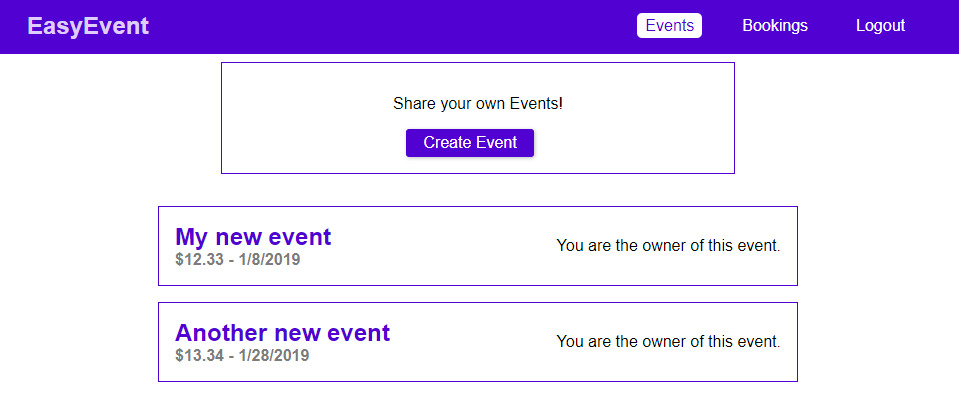 EasyEvent
Events
Bookings
Logout
Share your own Events!
Create Event
My new event
$12.33 - 1/8/2019
You are the owner of this event.
Another new event
$13.34 - 1/28/2019
You are the owner of this event.